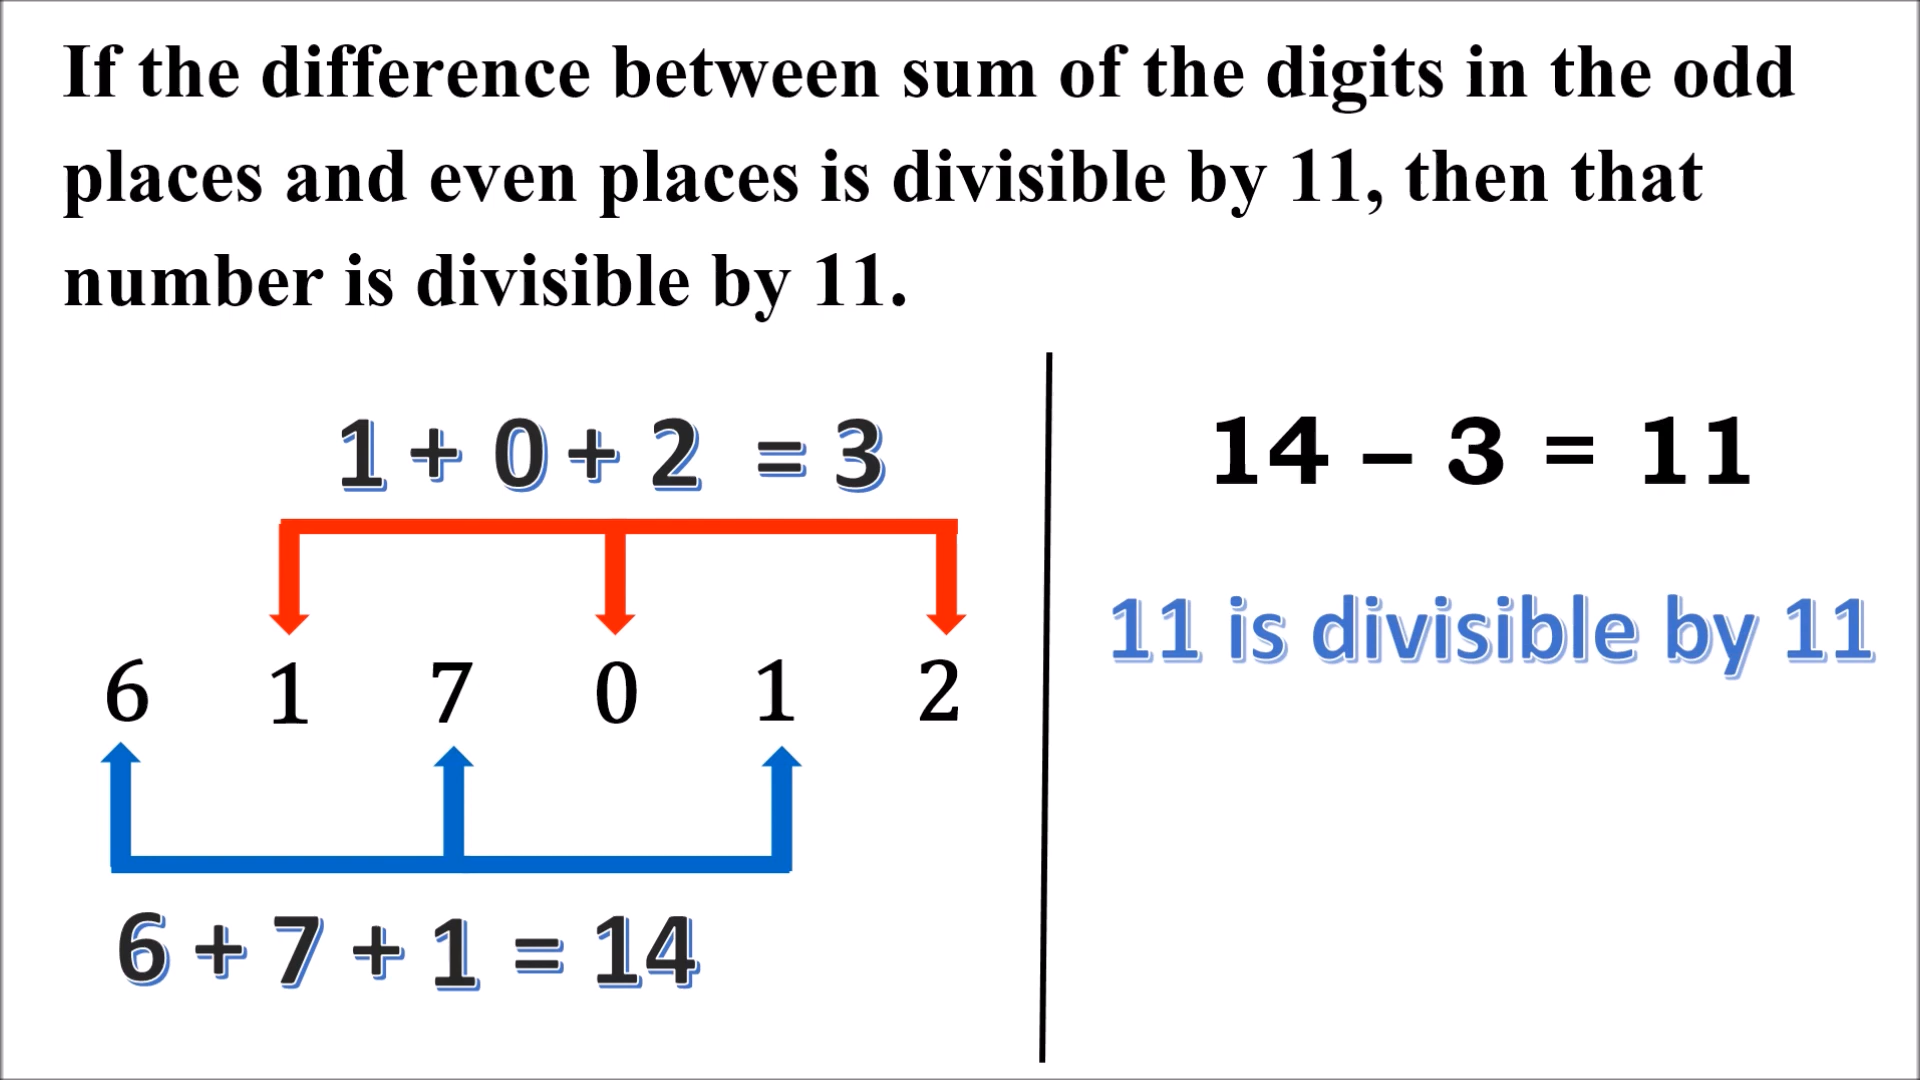 If the difference between sum of the digits in the odd
places and even places is divisible by 11, then that
number is divisible by 11.
1 + 0 + 2 = 3
6 1 7 0 1 2
6 + 7 + 1 = 14
14 – 3 = 11
11 is divisible by 11